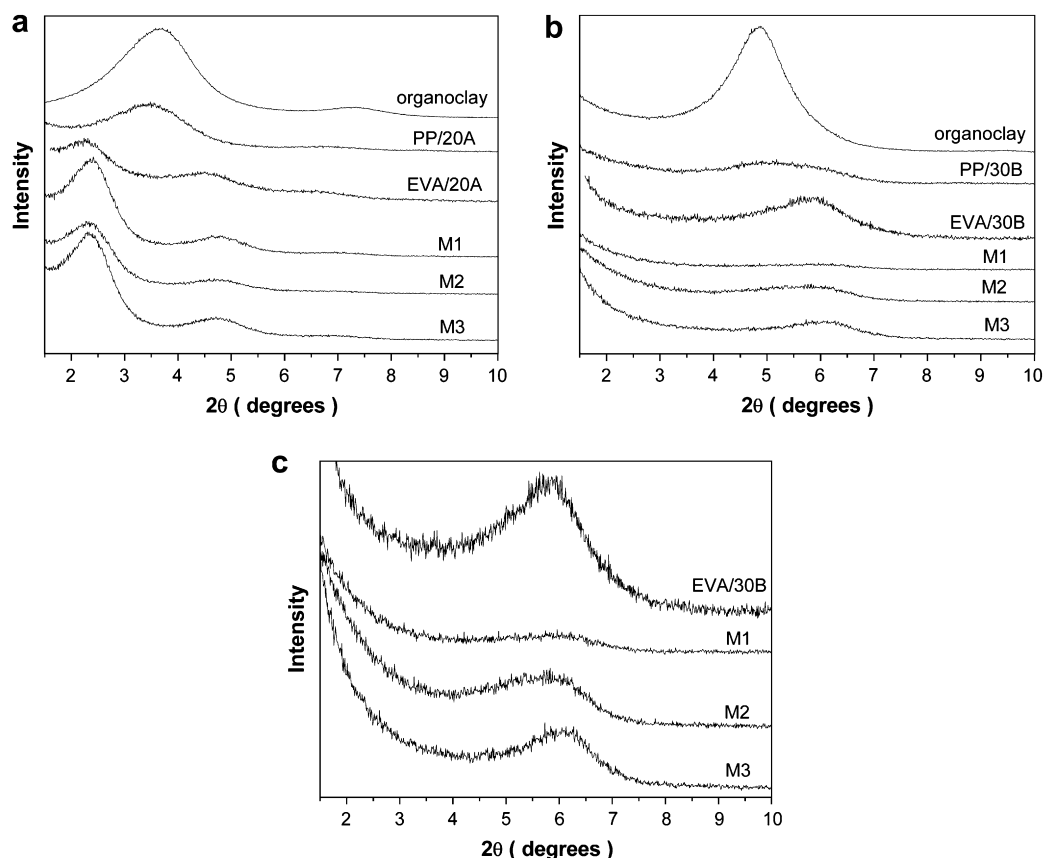 a
organoclay
PP/20A
EVA/20A
M1
M2
M3
Intensity
2 3 4 5 6 7 8 9 10
2θ ( degrees )
b
organoclay
PP/30B
EVA/30B
M1
M2
M3
Intensity
2 3 4 5 6 7 8 9 10
2θ ( degrees )
c
EVA/30B
M1
M2
M3
Intensity
2 3 4 5 6 7 8 9 10
2θ ( degrees )